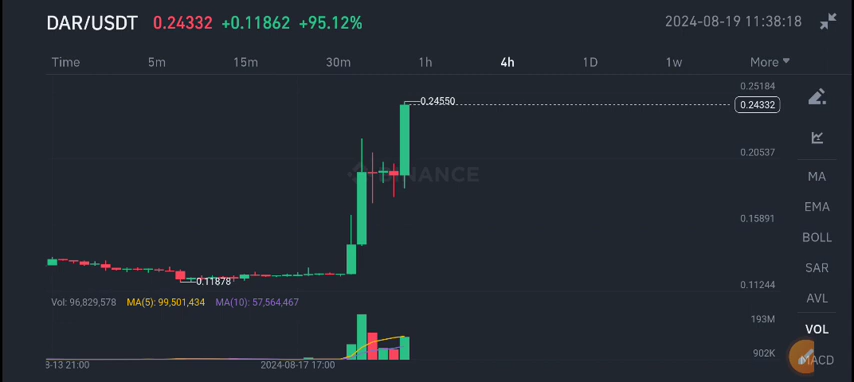 DAR/USDT 0.24332 +0.11862 +95.12% 2024-08-19 11:38:18
Time 5m 15m 30m 1h 4h 1D 1w More
0.25184
0.24550
0.24332
0.20537
BINANCE
MA
EMA
0.15891
BOLL
SAR
0.11878
0.11244
AVL
Vol: 96,829,578 MA(5): 99,501,434 MA(10): 57,564,467
193M
VOL
902K
MACD
8-13 21:00 2024-08-17 17:00